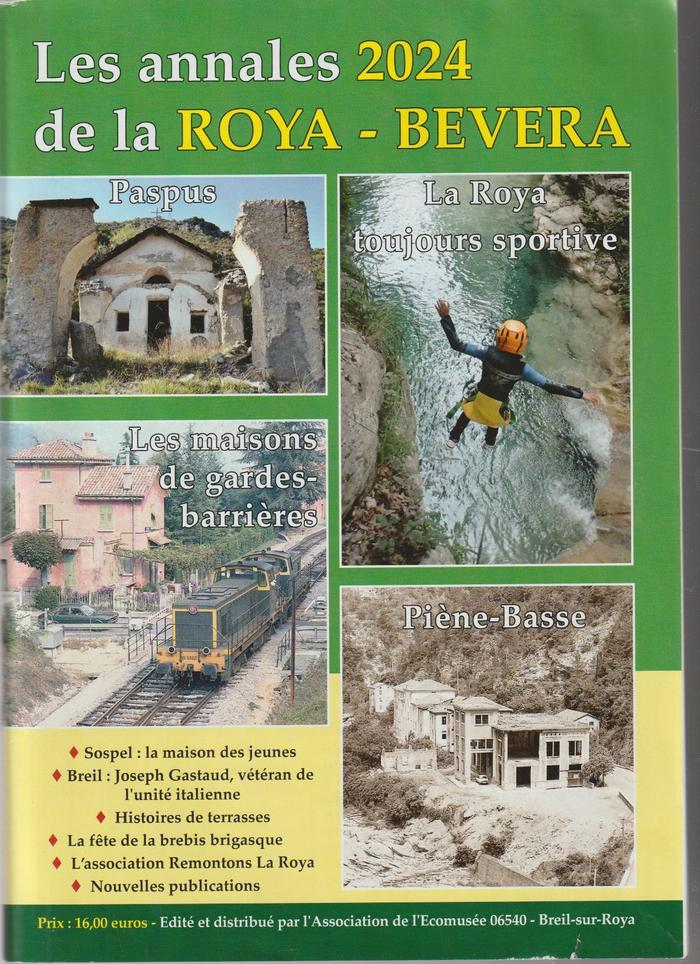 Les annales 2024
de la ROYA - BEVERA
Paspus
La Roya
toujours sportive
Les maisons
de gardes-
barrières
Piène-Basse
♦ Sospel : la maison des jeunes
♦ Breil : Joseph Gastaud, vétéran de
l'unité italienne
♦ Histoires de terrasses
♦ La fête de la brebis brigasque
♦ L'association Remontons La Roya
♦ Nouvelles publications
Prix : 16,00 euros - Edité et distribué par l'Association de l'Ecomusée 06540 - Breil-sur-Roya